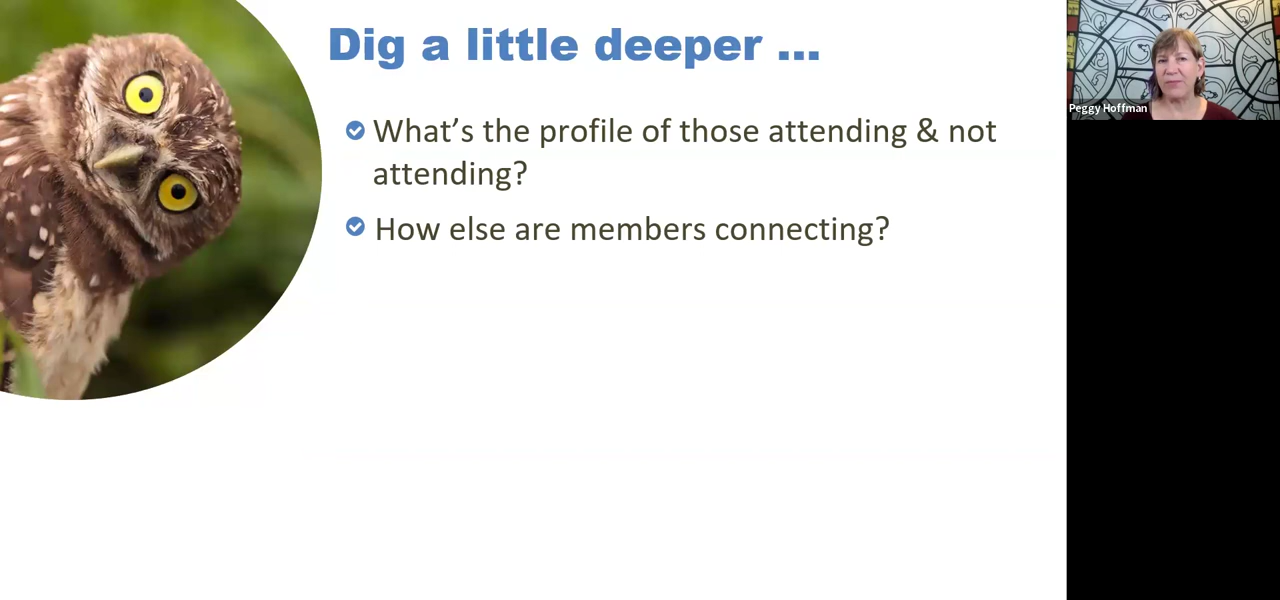 Dig a little deeper ...
What’s the profile of those attending & not
attending?
How else are members connecting?
Peggy Hoffman